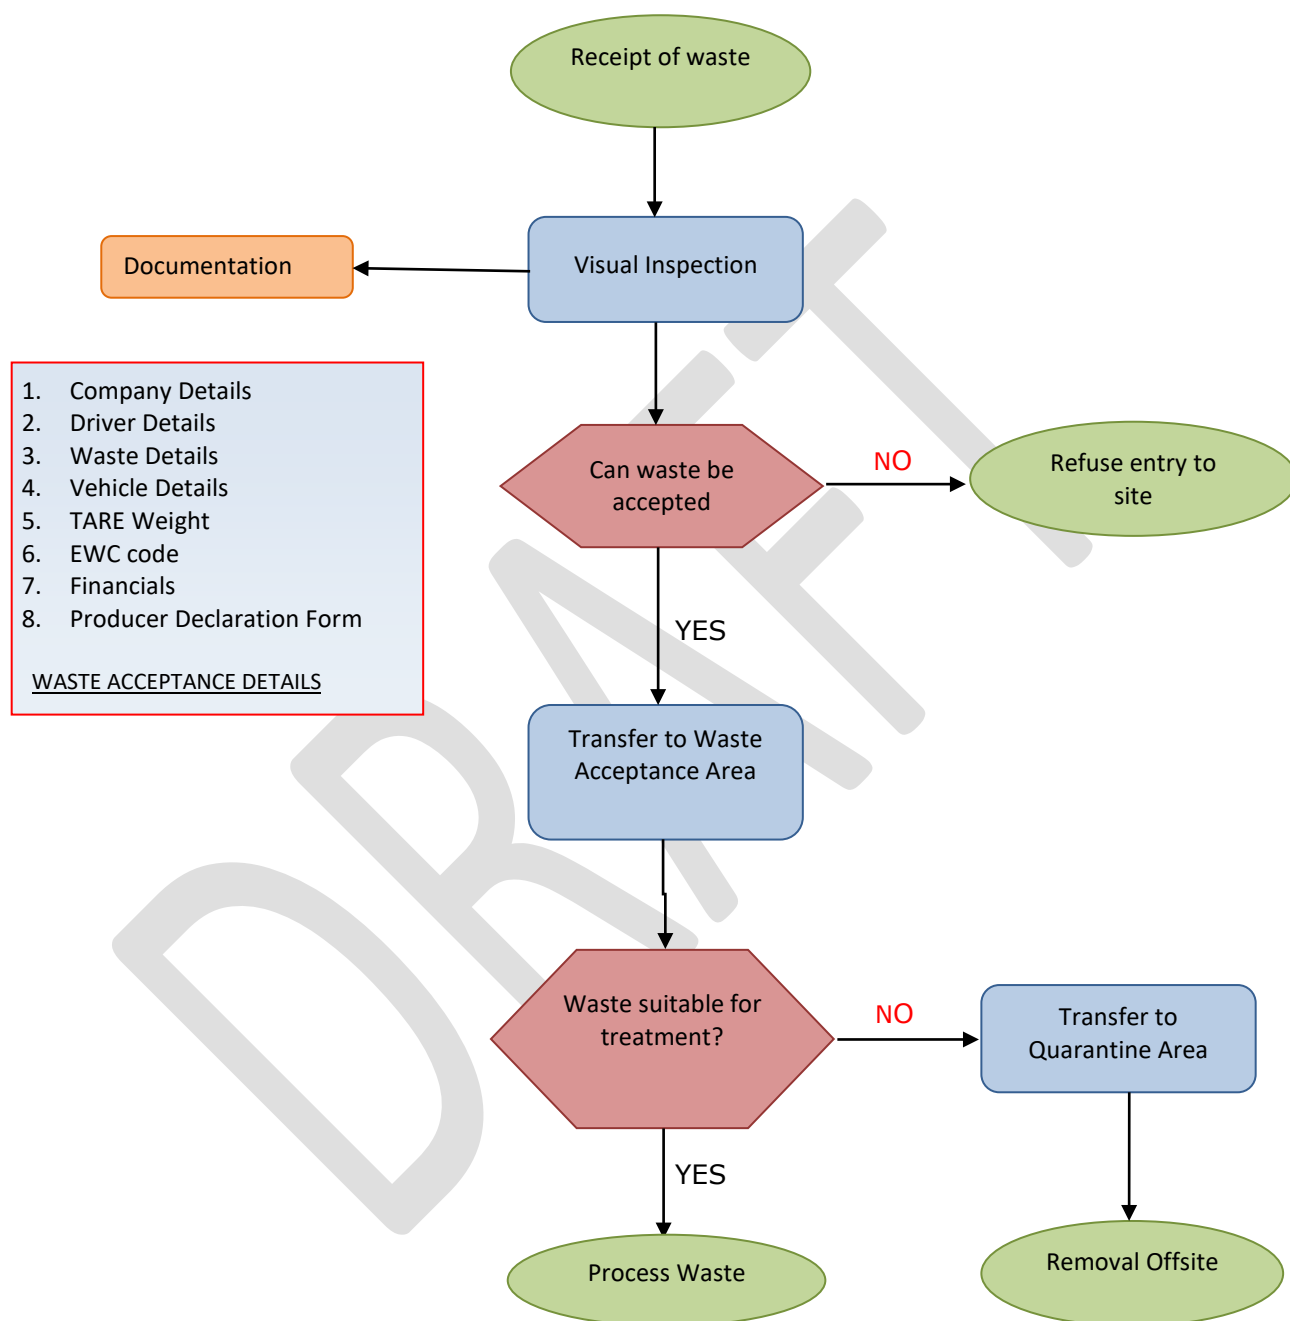 Receipt of waste
Documentation
Visual Inspection
1. Company Details
2. Driver Details
3. Waste Details
4. Vehicle Details
5. TARE Weight
6. EWC code
7. Financials
8. Producer Declaration Form
WASTE ACCEPTANCE DETAILS
Can waste be
accepted
NO
Refuse entry to
site
YES
Transfer to Waste
Acceptance Area
Waste suitable for
treatment?
NO
Transfer to
Quarantine Area
YES
Process Waste
Removal Offsite
DRAFT